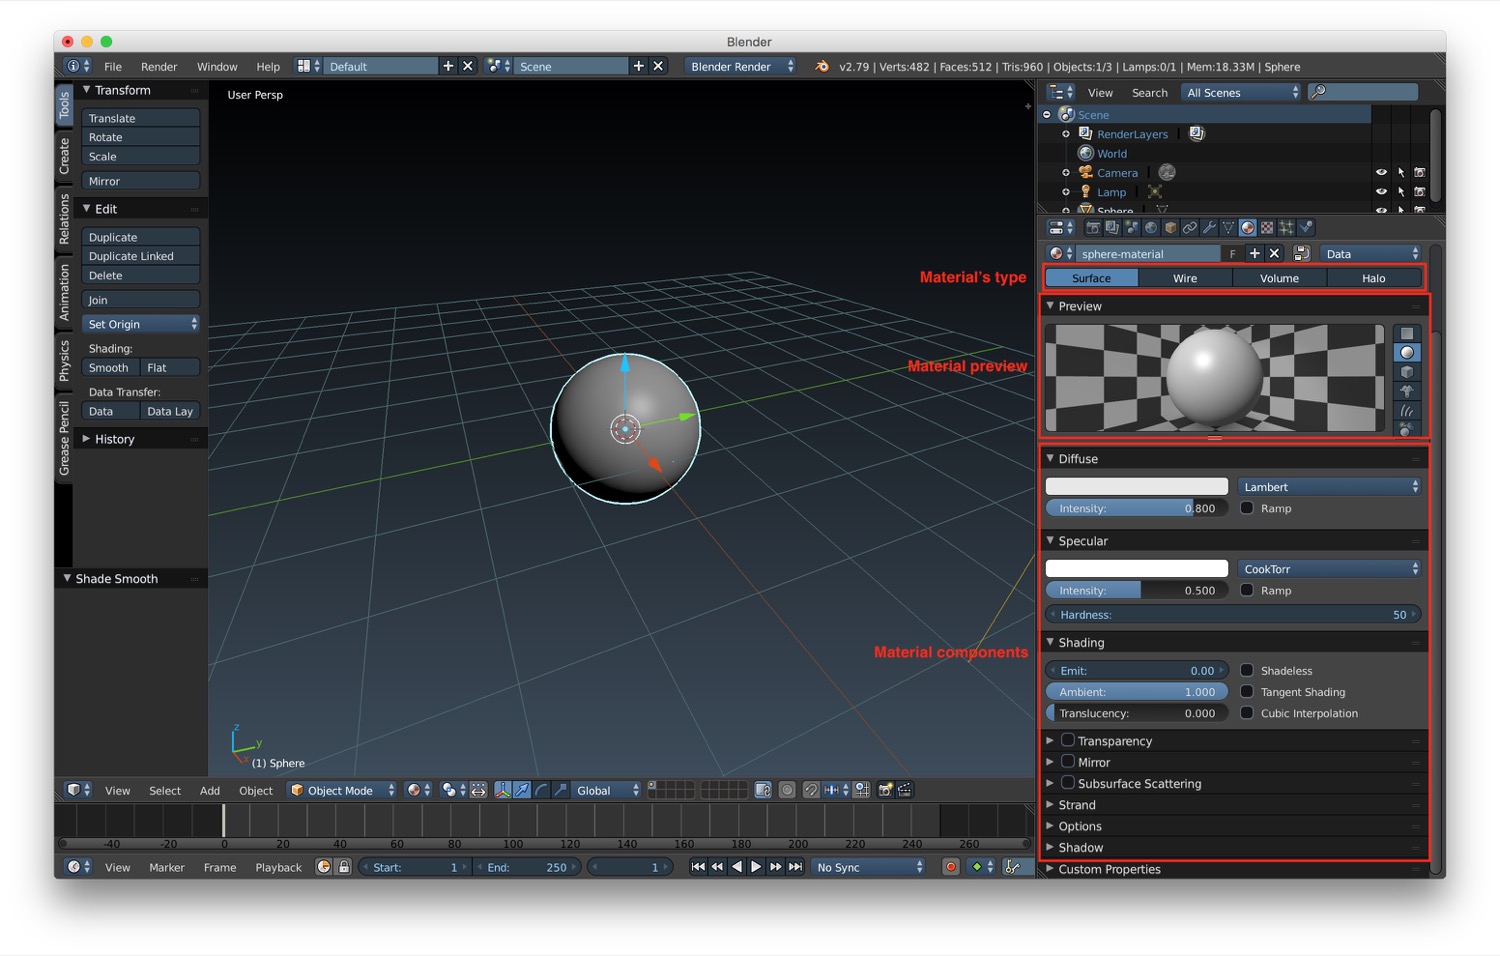 Blender
File Render Window Help Default Scene Blender Render v2.79 | Verts:482 | Faces:512 | Tris:960 | Objects:1/3 | Lamps:0/1 | Mem:18.33M | Sphere
Tools
Create
Relations
Animation
Physics
Grease Pencil
Transform
Translate
Rotate
Scale
Mirror
Edit
Duplicate
Duplicate Linked
Delete
Join
Set Origin
Shading:
Smooth Flat
Data Transfer:
Data Data Lay
History
Shade Smooth
User Persp
Material's type
Material preview
Material components
z
y
x
(1) Sphere
View Select Add Object Object Mode Global
-40 -20 0 20 40 60 80 100 120 140 160 180 200 220 240 260
View Marker Frame Playback Start: 1 End: 250 1 No Sync
View Search All Scenes
Scene
RenderLayers
World
Camera
Lamp
Sphere
sphere-material F Data
Surface Wire Volume Halo
Preview
Diffuse
Lambert
Intensity: 0.800 Ramp
Specular
CookTorr
Intensity: 0.500 Ramp
Hardness: 50
Shading
Emit: 0.00 Shadeless
Ambient: 1.000 Tangent Shading
Translucency: 0.000 Cubic Interpolation
Transparency
Mirror
Subsurface Scattering
Strand
Options
Shadow
Custom Properties